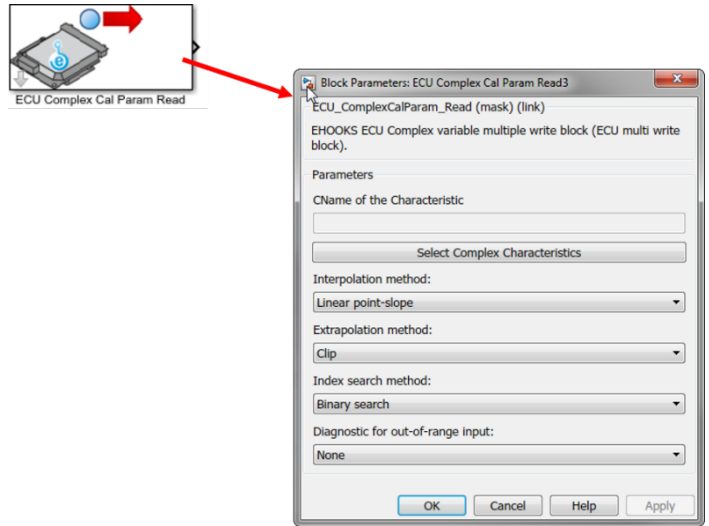 ECU Complex Cal Param Read
Block Parameters: ECU Complex Cal Param Read3
ECU_ComplexCalParam_Read (mask) (link)
EHOOKS ECU Complex variable multiple write block (ECU multi write
block).
Parameters
CName of the Characteristic
Select Complex Characteristics
Interpolation method:
Linear point-slope
Extrapolation method:
Clip
Index search method:
Binary search
Diagnostic for out-of-range input:
None
OK
Cancel
Help
Apply